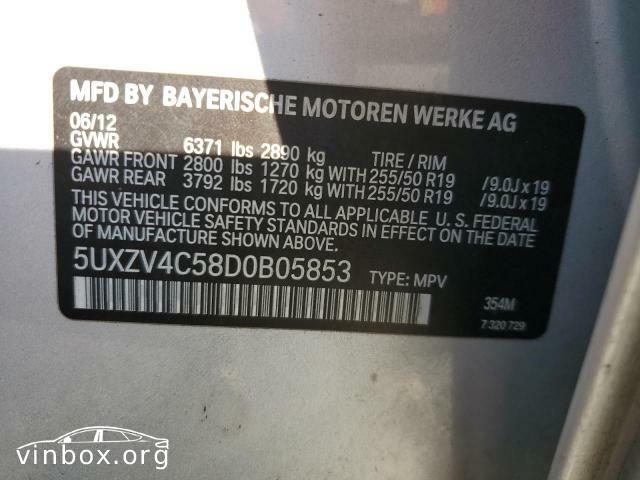 MFD BY BAYERISCHE MOTOREN WERKE AG
06/12
GVWR 6371 lbs 2890 kg TIRE / RIM
GAWR FRONT 2800 lbs 1270 kg WITH 255/50 R19 /9.0J x 19
GAWR REAR 3792 lbs 1720 kg WITH 255/50 R19 /9.0J x 19
THIS VEHICLE CONFORMS TO ALL APPLICABLE U. S. FEDERAL
MOTOR VEHICLE SAFETY STANDARDS IN EFFECT ON THE DATE
OF MANUFACTURE SHOWN ABOVE.
5UXZV4C58D0B05853 TYPE: MPV
354M
7 320 729
vinbox.org